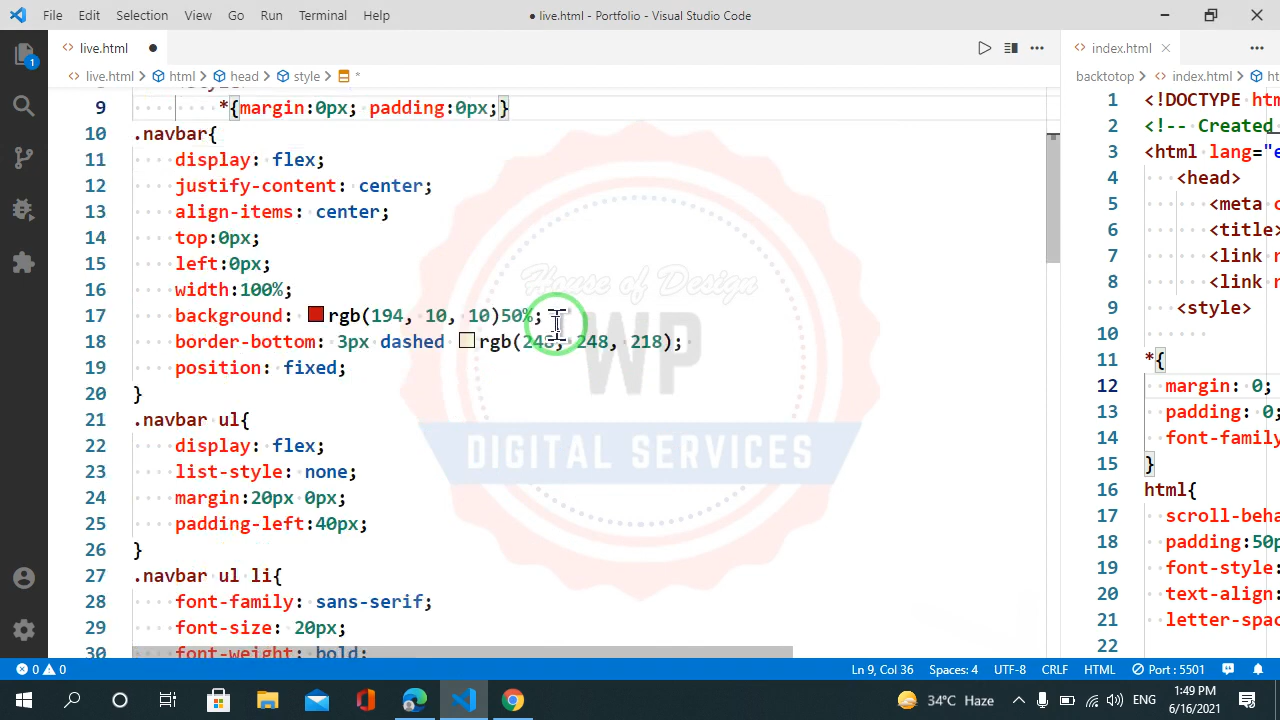 File Edit Selection View Go Run Terminal Help
● live.html - Portfolio - Visual Studio Code
live.html
index.html
live.html > html > head > style > *
backtotop > index.html >
9 *{margin:0px; padding:0px;}
10 .navbar{
11 display: flex;
12 justify-content: center;
13 align-items: center;
14 top:0px;
15 left:0px;
16 width:100%;
17 background: rgb(194, 10, 10)50%;
18 border-bottom: 3px dashed rgb(248, 248, 218);
19 position: fixed;
20 }
21 .navbar ul{
22 display: flex;
23 list-style: none;
24 margin:20px 0px;
25 padding-left:40px;
26 }
27 .navbar ul li{
28 font-family: sans-serif;
29 font-size: 20px;
30 font-weight: bold;
1 <!DOCTYPE
2 <!-- Created
3 <html lang="e
4 <head>
5 <meta
6 <title>
7 <link
8 <link
9 <style>
10
11 *{
12 margin: 0;
13 padding: 0;
14 font-family
15 }
16 html{
17 scroll-beha
18 padding:50p
19 font-style:
20 text-align:
21 letter-spac
22
House of Design
WP
DIGITAL SERVICES
0 0
Ln 9, Col 36 Spaces: 4 UTF-8 CRLF HTML Port : 5501
34°C Haze ENG 1:49 PM
6/16/2021
1